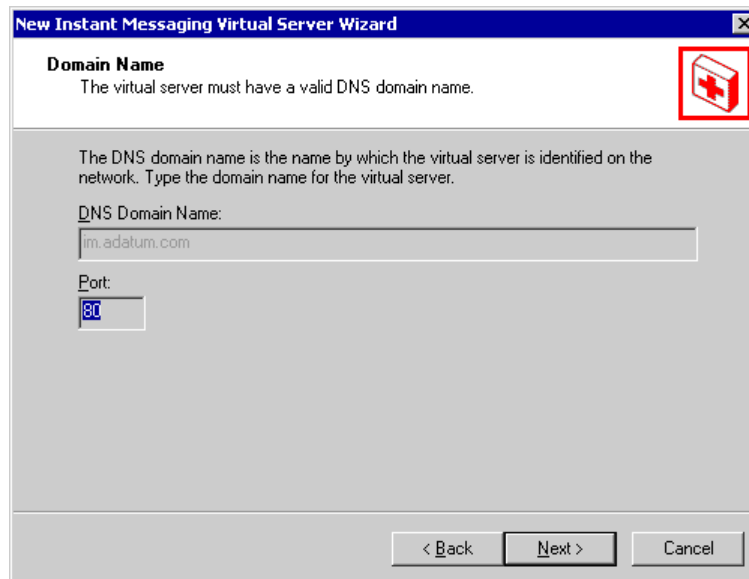 New Instant Messaging Virtual Server Wizard
Domain Name
The virtual server must have a valid DNS domain name.
The DNS domain name is the name by which the virtual server is identified on the
network. Type the domain name for the virtual server.
DNS Domain Name:
im.adatum.com
Port:
80
< Back Next > Cancel